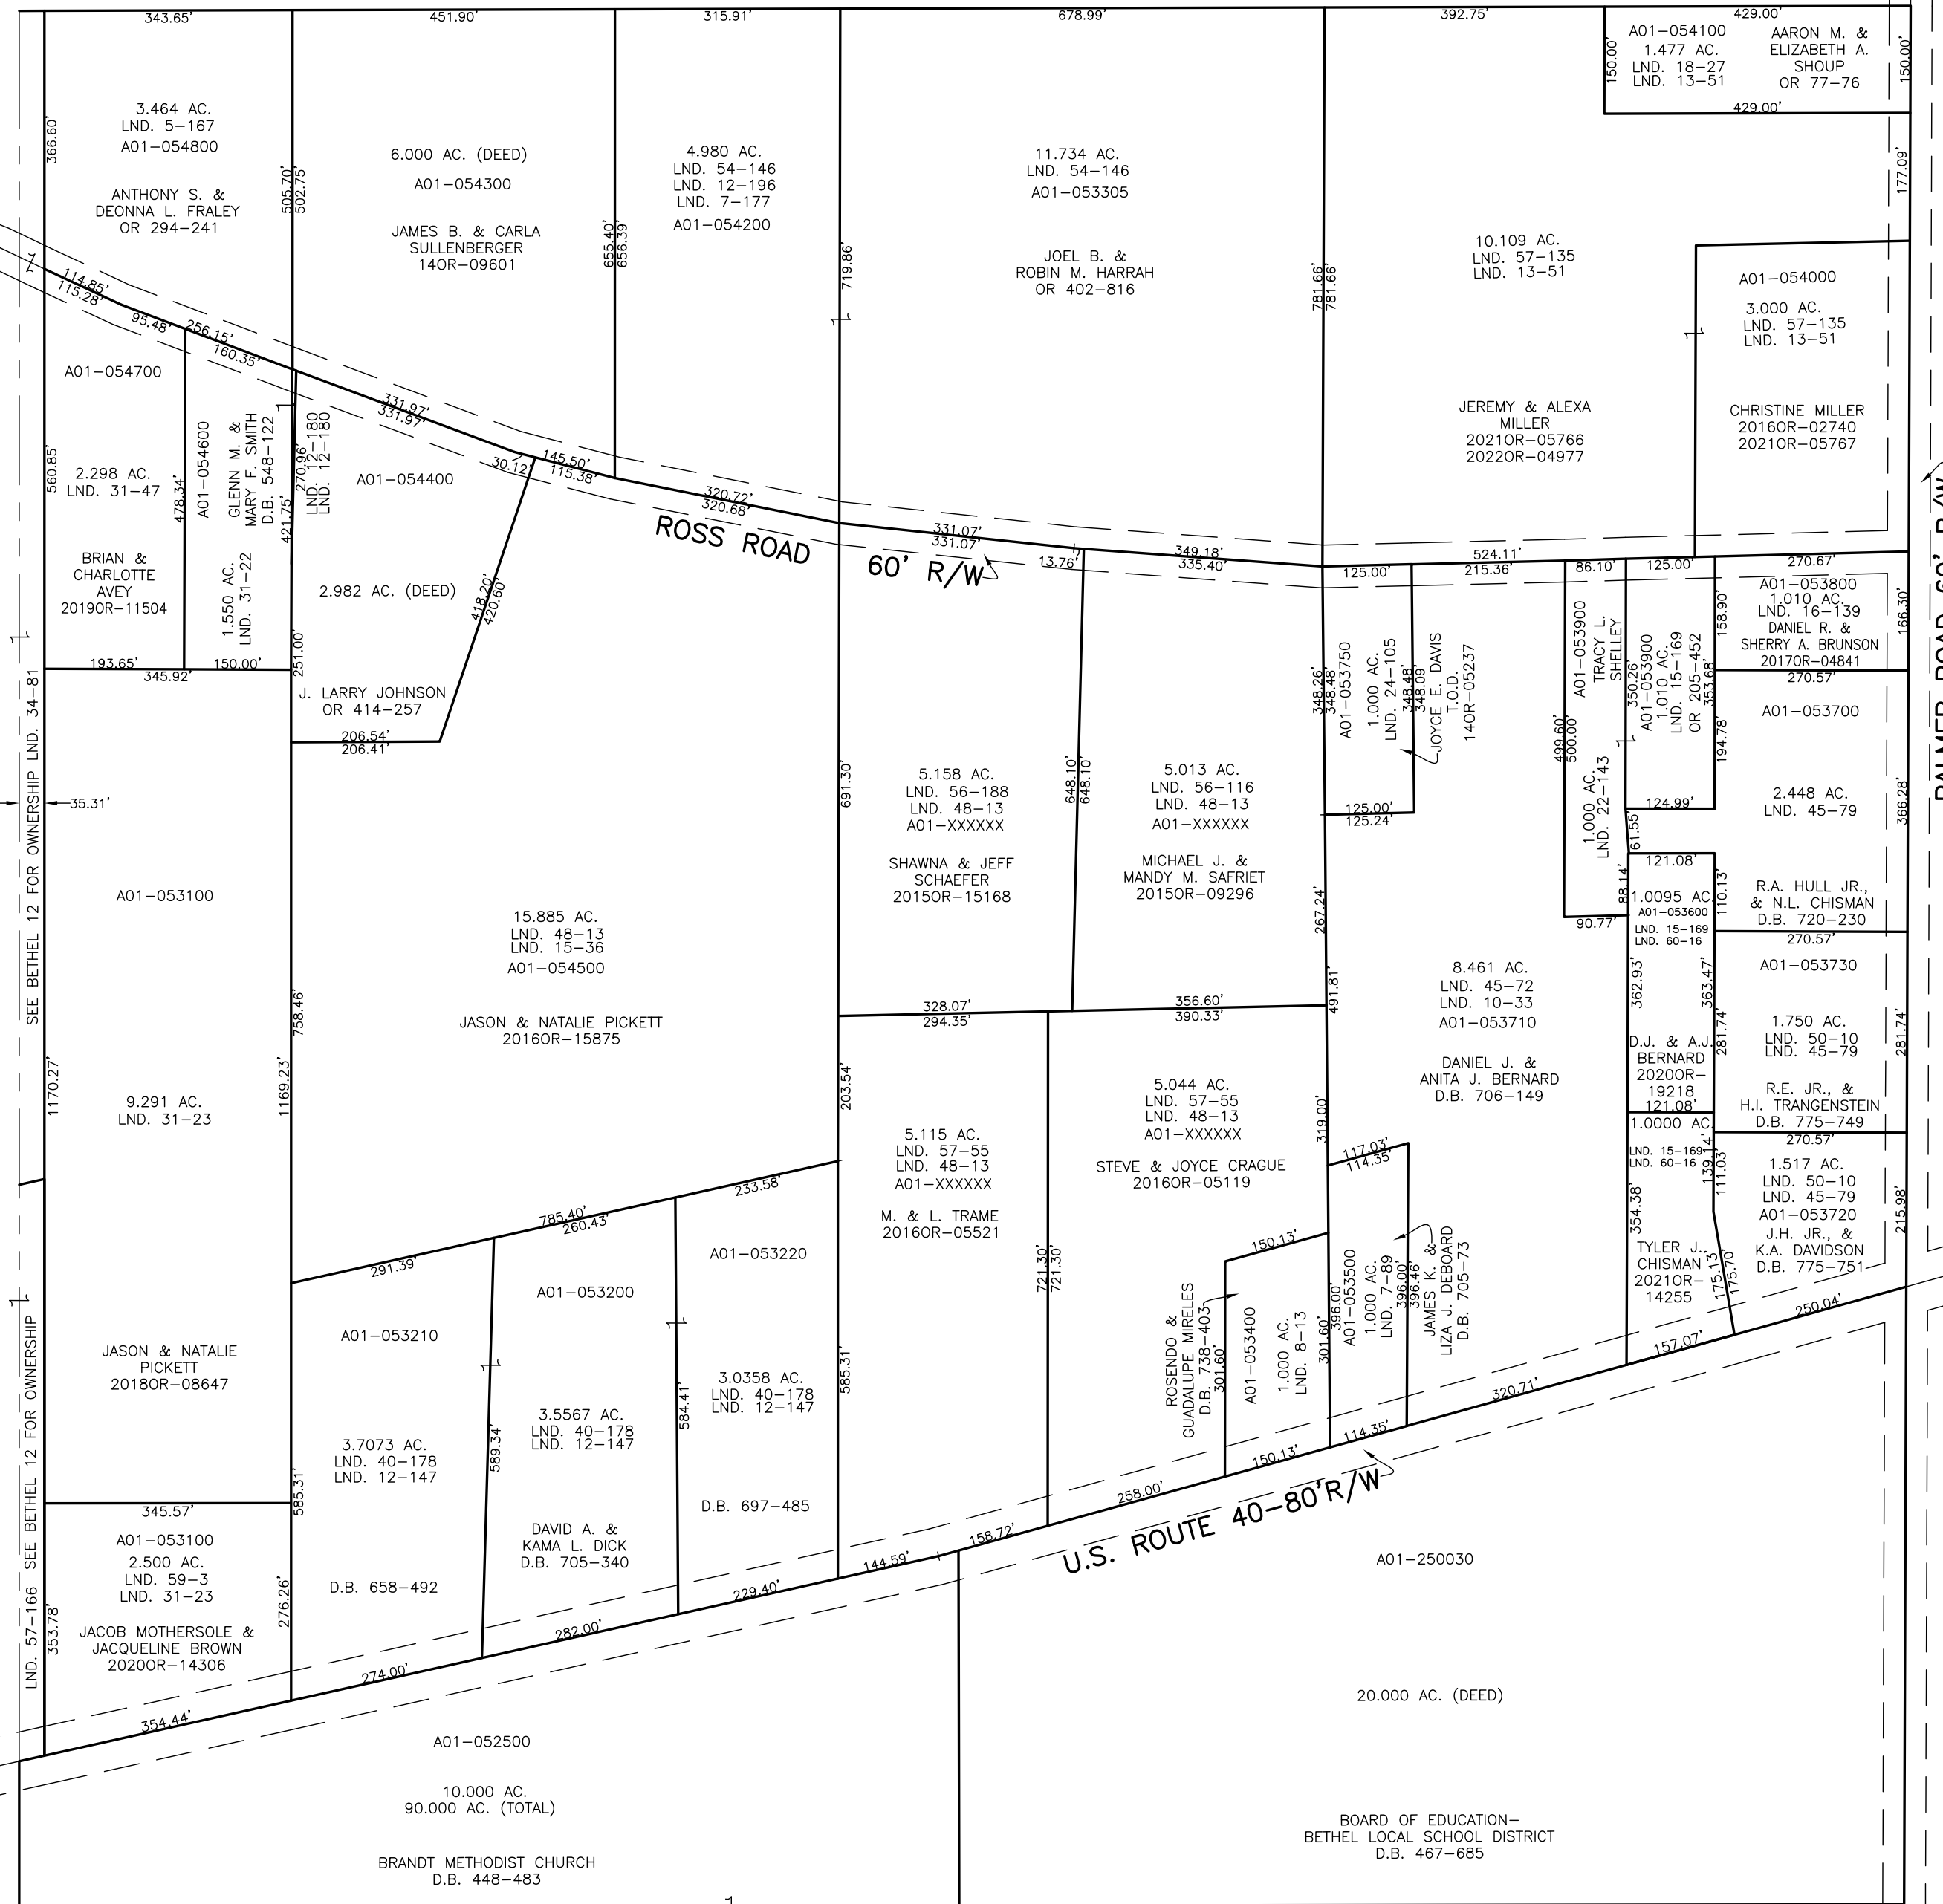 343.65'
451.90'
315.91'
678.99'
392.75'
429.00'
366.60'
3.464 AC.
LND. 5-167
A01-054800
ANTHONY S. &
DEONNA L. FRALEY
OR 294-241
505.70'
502.75'
6.000 AC. (DEED)
A01-054300
JAMES B. & CARLA
SULLENBERGER
14OR-09601
655.40'
656.39'
4.980 AC.
LND. 54-146
LND. 12-196
LND. 7-177
A01-054200
719.86'
11.734 AC.
LND. 54-146
A01-053305
JOEL B. &
ROBIN M. HARRAH
OR 402-816
781.66'
781.66'
10.109 AC.
LND. 57-135
LND. 13-51
JEREMY & ALEXA
MILLER
2021OR-05766
2022OR-04977
150.00'
A01-054100
1.477 AC.
LND. 18-27
LND. 13-51
AARON M. &
ELIZABETH A.
SHOUP
OR 77-76
150.00'
429.00'
177.09'
A01-054000
3.000 AC.
LND. 57-135
LND. 13-51
CHRISTINE MILLER
2016OR-02740
2021OR-05767
114.85'
115.28'
95.48'
256.15'
160.35'
331.97'
331.97'
30.12'
145.50'
115.38'
320.72'
320.68'
331.07'
331.07'
13.76'
349.18'
335.40'
524.11'
125.00'
215.36'
86.10'
125.00'
270.67'
ROSS ROAD 60' R/W
PALMER ROAD 60' R/W
A01-054700
560.85'
2.298 AC.
LND. 31-47
BRIAN &
CHARLOTTE
AVEY
2019OR-11504
193.65'
478.34'
A01-054600
GLENN M. &
MARY F. SMITH
D.B. 548-122
1.550 AC.
LND. 31-22
150.00'
345.92'
421.75'
270.96'
LND. 12-180
LND. 12-180
A01-054400
2.982 AC. (DEED)
251.00'
J. LARRY JOHNSON
OR 414-257
418.20'
420.60'
206.54'
206.41'
SEE BETHEL 12 FOR OWNERSHIP LND. 34-81
35.31'
A01-053100
9.291 AC.
LND. 31-23
1170.27'
1169.23'
758.46'
JASON & NATALIE
PICKETT
2018OR-08647
345.57'
15.885 AC.
LND. 48-13
LND. 15-36
A01-054500
JASON & NATALIE PICKETT
2016OR-15875
691.30'
5.158 AC.
LND. 56-188
LND. 48-13
A01-XXXXXX
SHAWNA & JEFF
SCHAEFER
2015OR-15168
648.10'
648.10'
5.013 AC.
LND. 56-116
LND. 48-13
A01-XXXXXX
MICHAEL J. &
MANDY M. SAFRIET
2015OR-09296
328.07'
294.35'
356.60'
390.33'
348.26'
348.48'
A01-053750
1.000 AC.
LND. 24-105
348.48'
348.09'
JOYCE E. DAVIS
T.O.D.
14OR-05237
125.00'
125.24'
267.24'
491.81'
319.00'
8.461 AC.
LND. 45-72
LND. 10-33
A01-053710
DANIEL J. &
ANITA J. BERNARD
D.B. 706-149
499.60'
500.00'
A01-053900
TRACY L.
SHELLEY
1.000 AC.
LND. 22-143
90.77'
350.26'
A01-053900
1.010 AC.
LND. 15-169
OR 205-452
353.68'
124.99'
61.55'
88.14'
158.90'
A01-053800
1.010 AC.
LND. 16-139
DANIEL R. &
SHERRY A. BRUNSON
2017OR-04841
166.30'
270.57'
A01-053700
194.78'
2.448 AC.
LND. 45-79
366.28'
R.A. HULL JR.,
& N.L. CHISMAN
D.B. 720-230
110.13'
270.57'
121.08'
1.0095 AC.
A01-053600
LND. 15-169
LND. 60-16
362.93'
363.47'
D.J. & A.J.
BERNARD
2020OR-
19218
121.08'
A01-053730
1.750 AC.
LND. 50-10
LND. 45-79
281.74'
281.74'
R.E. JR., &
H.I. TRANGENSTEIN
D.B. 775-749
270.57'
1.0000 AC.
LND. 15-169
LND. 60-16
354.38'
139.14'
111.03'
TYLER J.
CHISMAN
2021OR-
14255
175.13'
175.70'
1.517 AC.
LND. 50-10
LND. 45-79
A01-053720
J.H. JR., &
K.A. DAVIDSON
D.B. 775-751
215.98'
785.40'
291.39'
260.43'
233.58'
203.54'
A01-053210
3.7073 AC.
LND. 40-178
LND. 12-147
D.B. 658-492
585.31'
589.34'
A01-053200
3.5567 AC.
LND. 40-178
LND. 12-147
DAVID A. &
KAMA L. DICK
D.B. 705-340
584.41'
A01-053220
3.0358 AC.
LND. 40-178
LND. 12-147
D.B. 697-485
585.31'
5.115 AC.
LND. 57-55
LND. 48-13
A01-XXXXXX
M. & L. TRAME
2016OR-05521
721.30'
721.30'
5.044 AC.
LND. 57-55
LND. 48-13
A01-XXXXXX
STEVE & JOYCE CRAGUE
2016OR-05119
150.13'
ROSENDO &
GUADALUPE MIRELES
D.B. 738-403
301.60'
A01-053400
1.000 AC.
LND. 8-13
301.60'
117.03'
114.35'
396.00'
A01-053500
1.000 AC.
LND. 7-89
396.00'
396.46'
JAMES K. &
LIZA J. DEBOARD
D.B. 705-73
LND. 57-166 SEE BETHEL 12 FOR OWNERSHIP
A01-053100
2.500 AC.
LND. 59-3
LND. 31-23
JACOB MOTHERSOLE &
JACQUELINE BROWN
2020OR-14306
353.78'
276.26'
354.44'
274.00'
282.00'
229.40'
144.59'
158.72'
258.00'
150.13'
114.35'
320.71'
157.07'
250.04'
U.S. ROUTE 40-80'R/W
A01-052500
10.000 AC.
90.000 AC. (TOTAL)
BRANDT METHODIST CHURCH
D.B. 448-483
A01-250030
20.000 AC. (DEED)
BOARD OF EDUCATION-
BETHEL LOCAL SCHOOL DISTRICT
D.B. 467-685